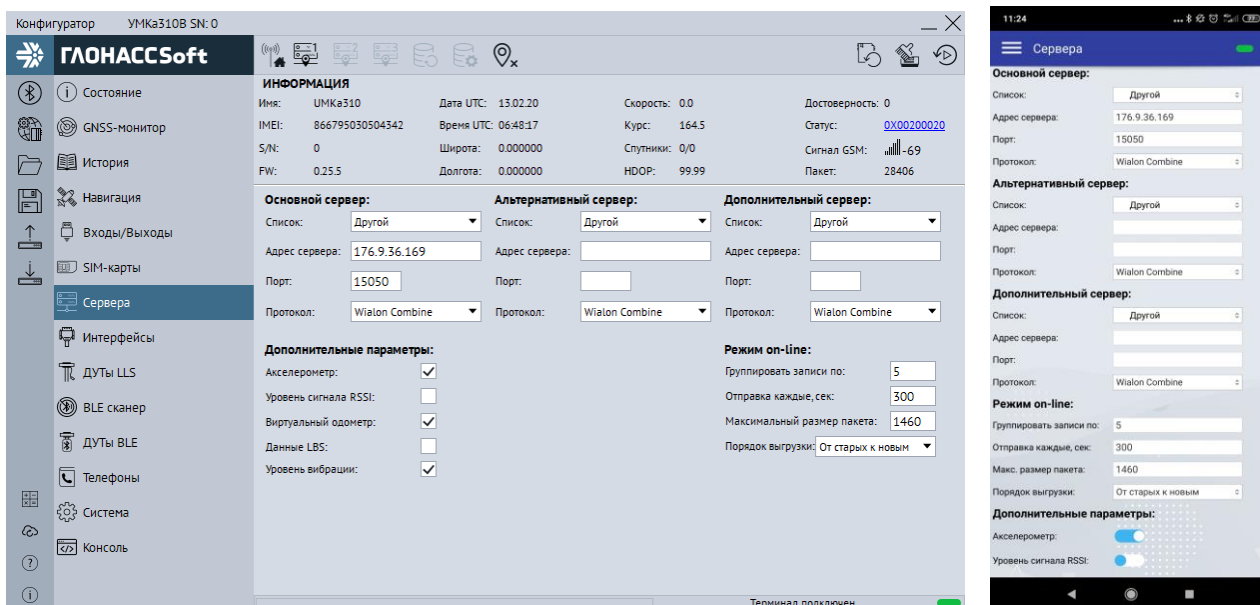 Конфигуратор УМКа310В SN: 0
ГЛОНАССSoft
Состояние
GNSS-монитор
История
Навигация
Входы/Выходы
SIM-карты
Сервера
Интерфейсы
ДУТы LLS
BLE сканер
ДУТы BLE
Телефоны
Система
Консоль
ИНФОРМАЦИЯ
Имя: UMKa310 Дата UTC: 13.02.20 Скорость: 0.0 Достоверность: 0
IMEI: 866795030504342 Время UTC: 06:48:17 Курс: 164.5 Статус: 0X00200020
S/N: 0 Широта: 0.000000 Спутники: 0/0 Сигнал GSM: -69
FW: 0.25.5 Долгота: 0.000000 HDOP: 99.99 Пакет: 28406
Основной сервер: Альтернативный сервер: Дополнительный сервер:
Список: Другой Список: Другой Список: Другой
Адрес сервера: 176.9.36.169 Адрес сервера: Адрес сервера:
Порт: 15050 Порт: Порт:
Протокол: Wialon Combine Протокол: Wialon Combine Протокол: Wialon Combine
Дополнительные параметры: Режим on-line:
Акселерометр: Группировать записи по: 5
Уровень сигнала RSSI: Отправка каждые, сек: 300
Виртуальный одометр: Максимальный размер пакета: 1460
Данные LBS: Порядок выгрузки: От старых к новым
Уровень вибрации:
Терминал подключен
11:24
Сервера
Основной сервер:
Список: Другой
Адрес сервера: 176.9.36.169
Порт: 15050
Протокол: Wialon Combine
Альтернативный сервер:
Список: Другой
Адрес сервера:
Порт:
Протокол: Wialon Combine
Дополнительный сервер:
Список: Другой
Адрес сервера:
Порт:
Протокол: Wialon Combine
Режим on-line:
Группировать записи по: 5
Отправка каждые, сек: 300
Макс. размер пакета: 1460
Порядок выгрузки: От старых к новым
Дополнительные параметры:
Акселерометр:
Уровень сигнала RSSI: